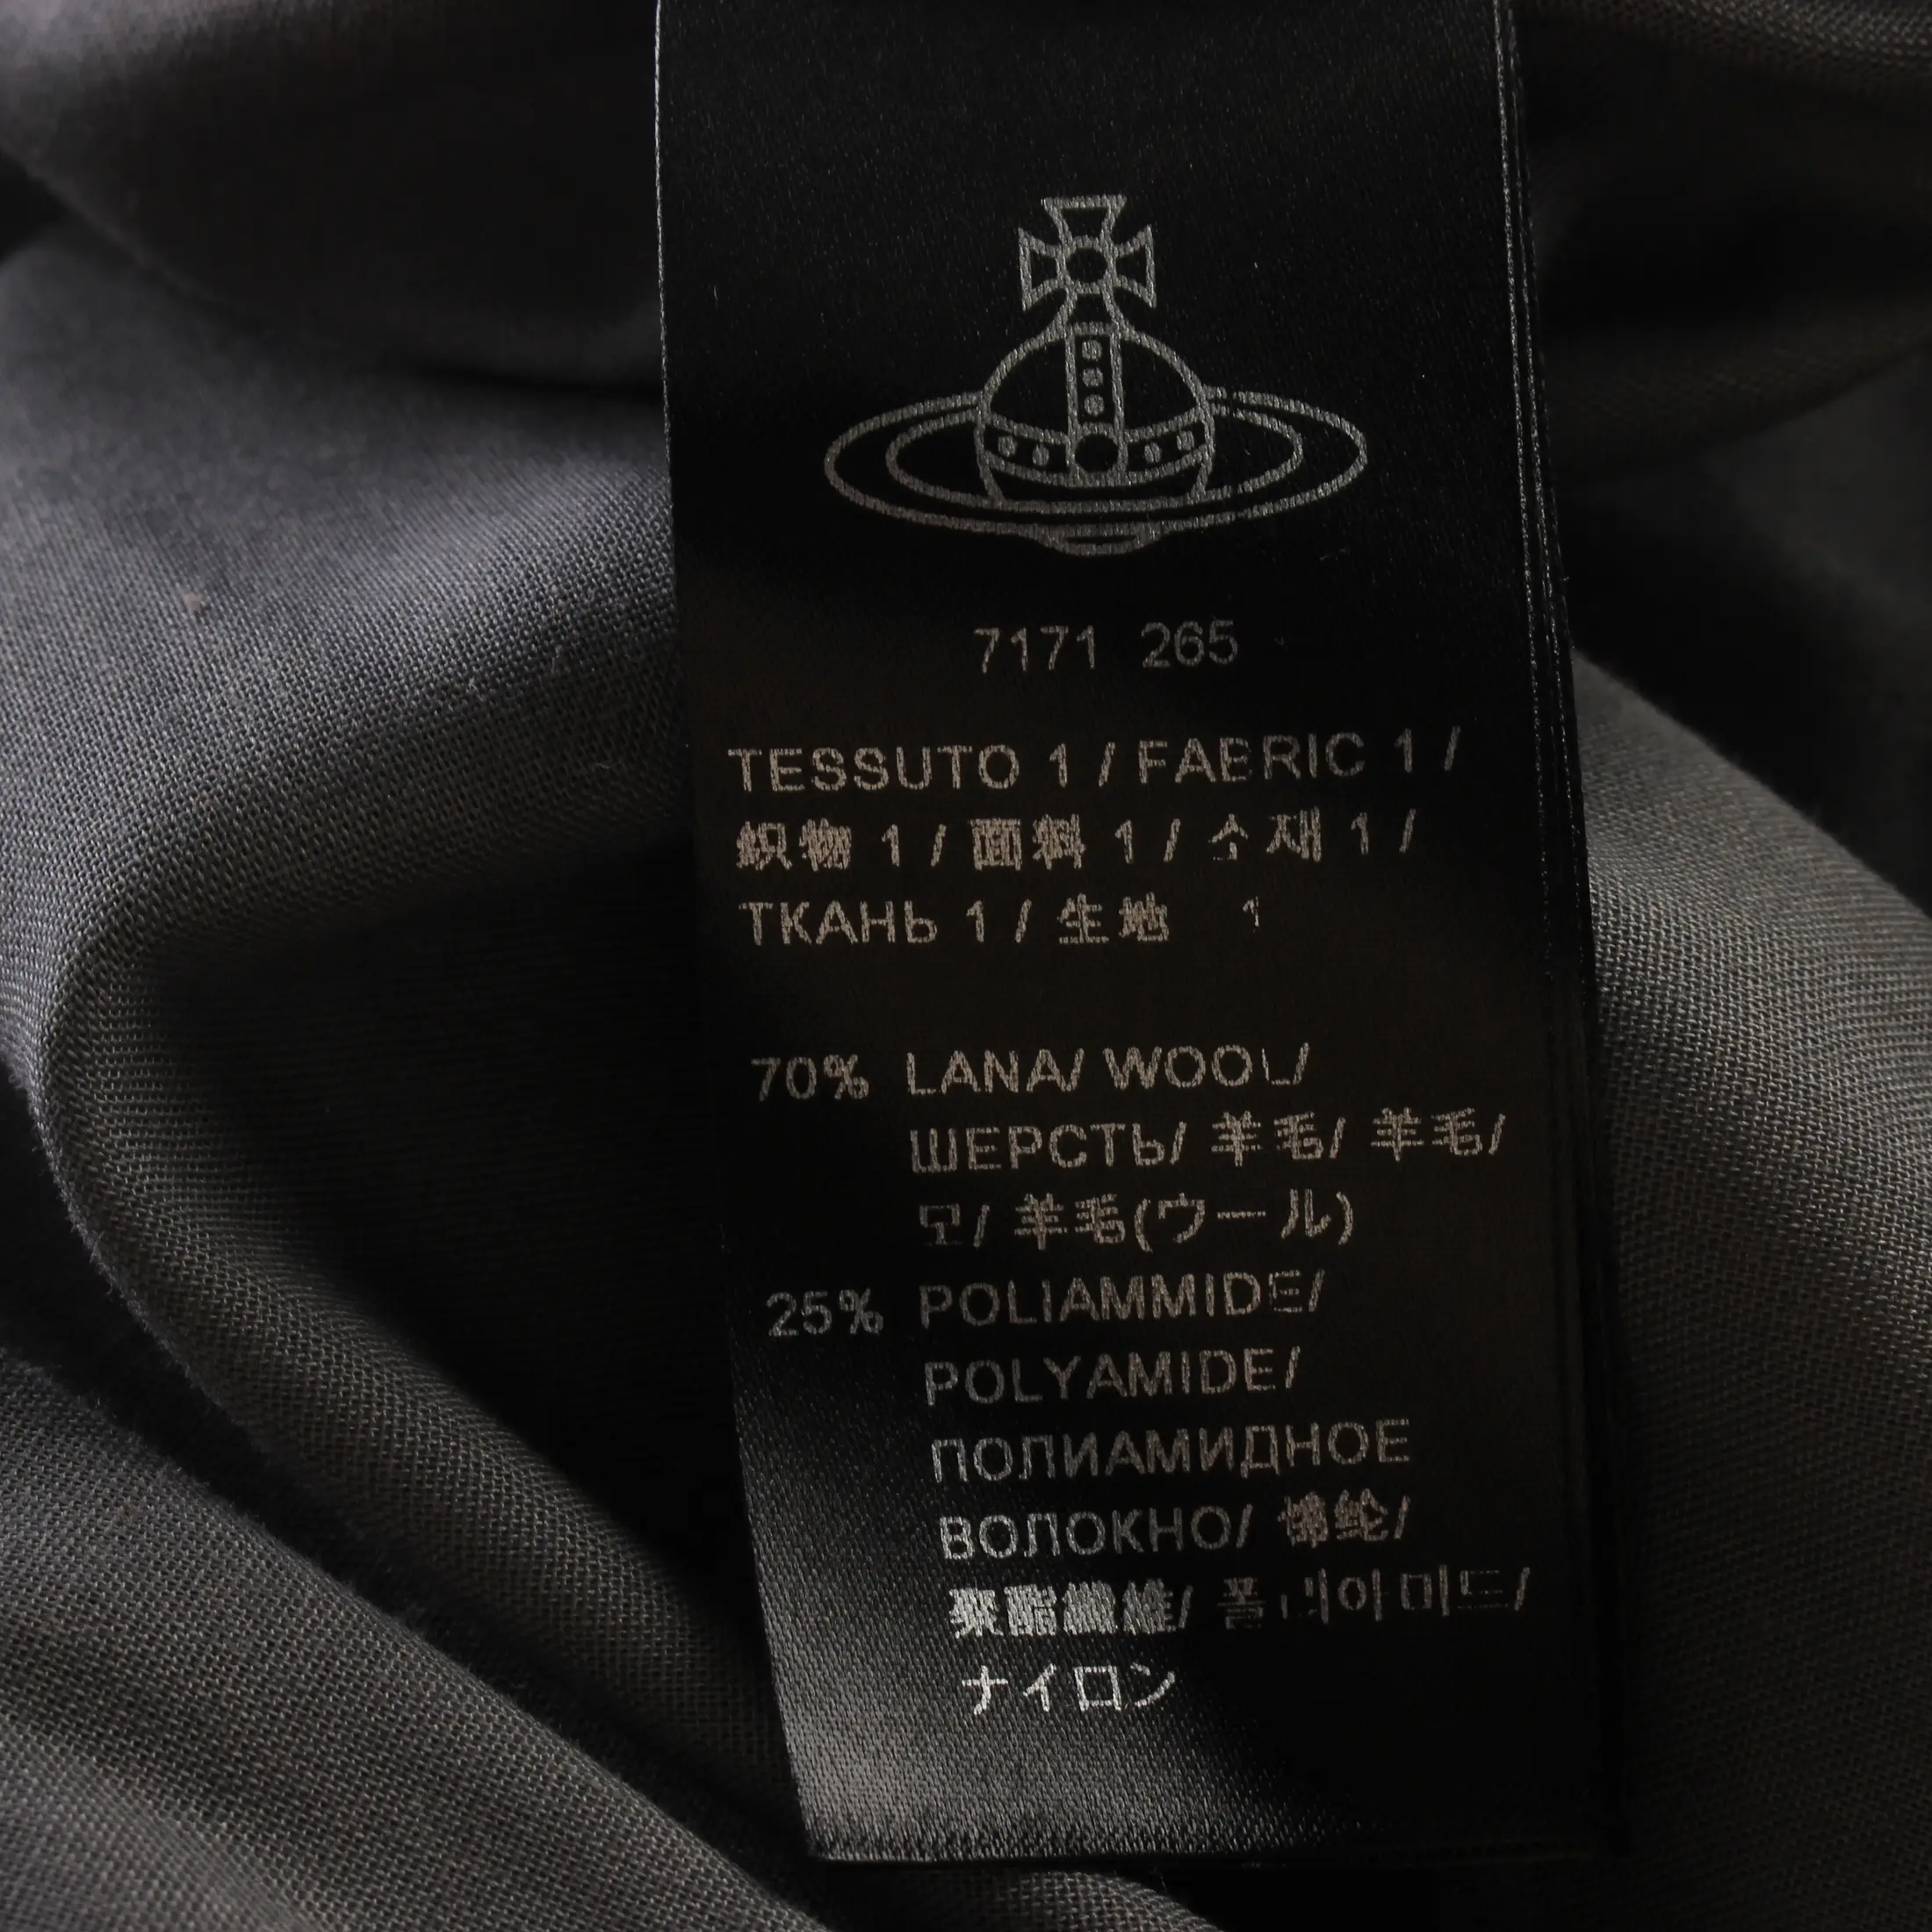 7171 265
TESSUTO 1 / FABRIC 1 /
织物 1 / 面料 1 / 소재 1 /
ТКАНЬ 1 / 生地 1
70% LANA/ WOOL/
ШЕРСТЬ/ 羊毛/ 羊毛/
모/ 羊毛(ウール)
25% POLIAMMIDE/
POLYAMIDE/
ПОЛИАМИДНОЕ
ВОЛОКНО/ 锦纶/
聚酯纖維/ 폴리아미드/
ナイロン